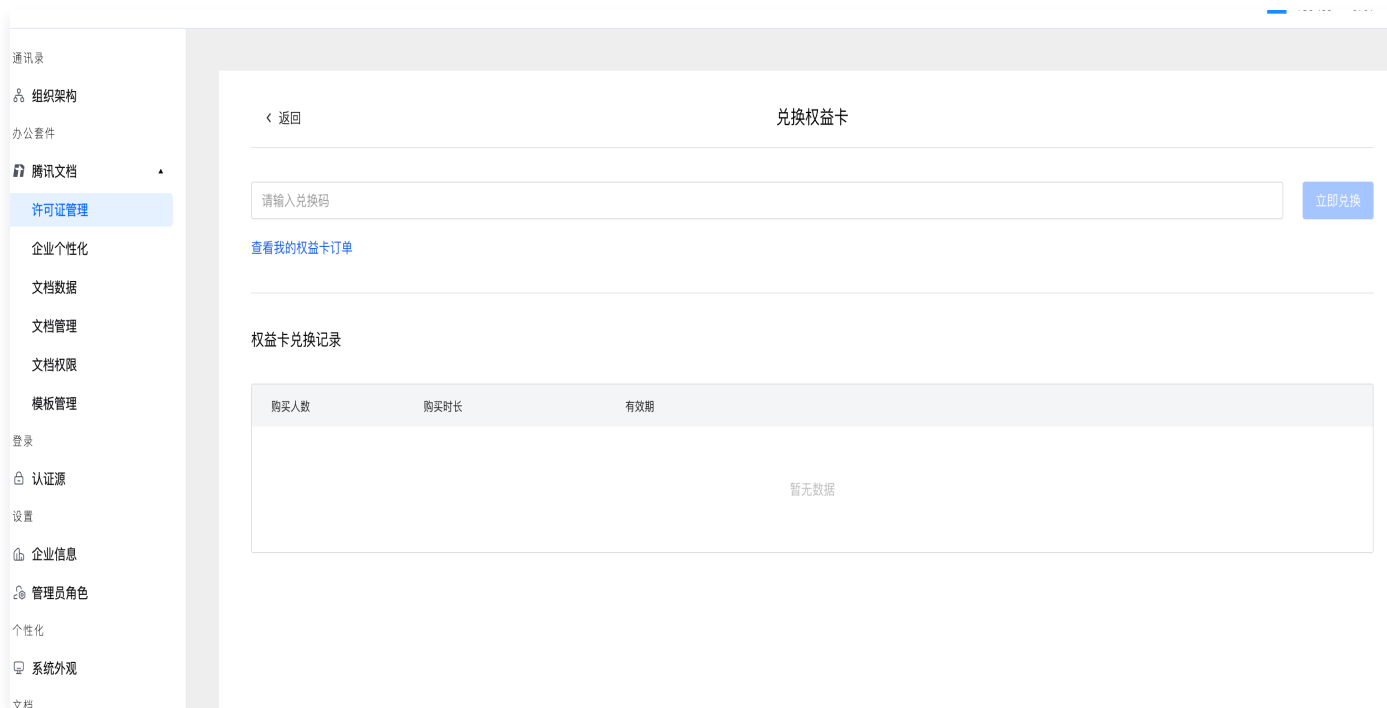 通讯录
组织架构
办公套件
腾讯文档
许可证管理
企业个性化
文档数据
文档管理
文档权限
模板管理
登录
认证源
设置
企业信息
管理员角色
个性化
系统外观
文档
返回
兑换权益卡
请输入兑换码
立即兑换
查看我的权益卡订单
权益卡兑换记录
购买人数 购买时长 有效期
暂无数据